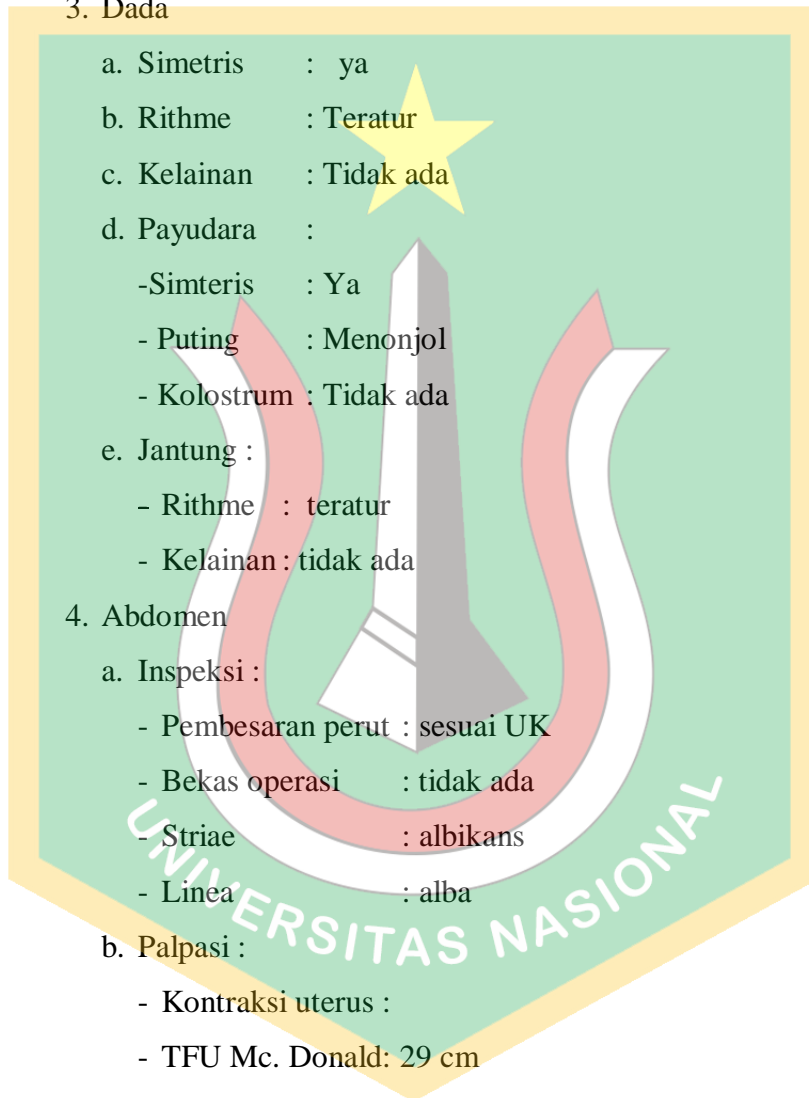 3. Dada
a. Simetris : ya
b. Rithme : Teratur
c. Kelainan : Tidak ada
d. Payudara :
-Simteris : Ya
- Puting : Menonjol
- Kolostrum : Tidak ada
e. Jantung :
- Rithme : teratur
- Kelainan : tidak ada
4. Abdomen
a. Inspeksi :
- Pembesaran perut : sesuai UK
- Bekas operasi : tidak ada
- Striae : albikans
- Linea : alba
b. Palpasi :
- Kontraksi uterus :
- TFU Mc. Donald: 29 cm
UNIVERSITAS NASIONAL